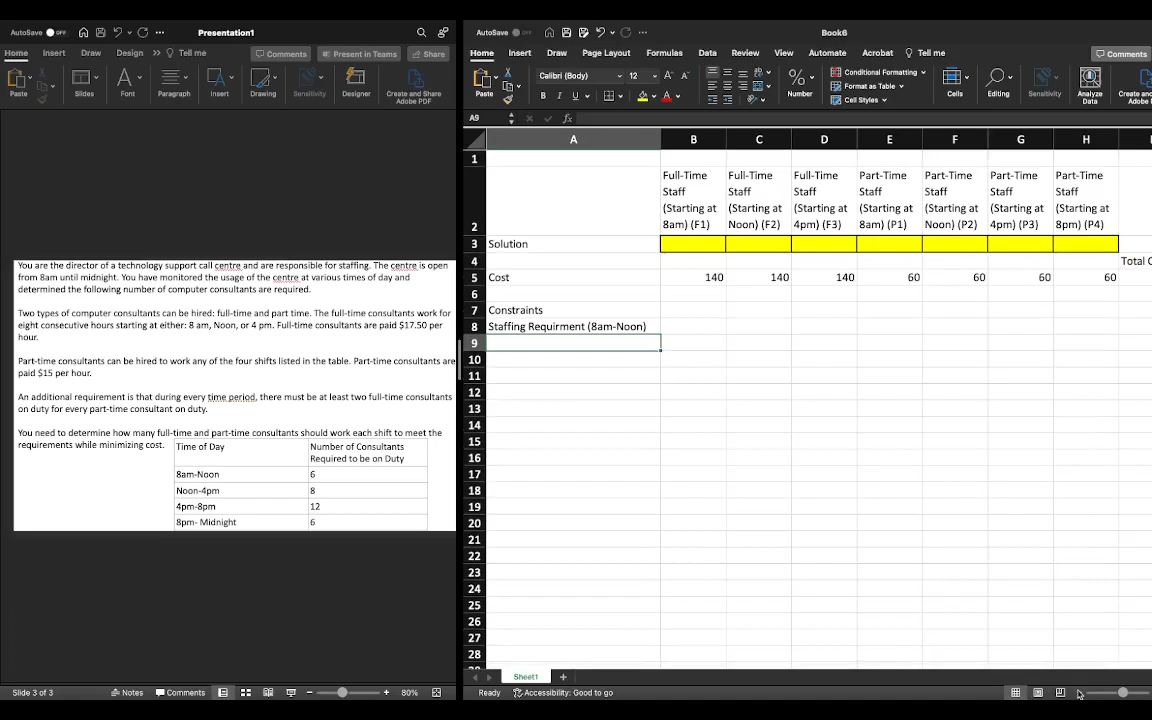 AutoSave OFF Presentation1
Home Insert Draw Design Tell me Comments Present in Teams Share
Paste Slides Font Paragraph Insert Drawing Sensitivity Designer Create and Share Adobe PDF
You are the director of a technology support call centre and are responsible for staffing. The centre is open
from 8am until midnight. You have monitored the usage of the centre at various times of day and
determined the following number of computer consultants are required.
Two types of computer consultants can be hired: full-time and part time. The full-time consultants work for
eight consecutive hours starting at either: 8 am, Noon, or 4 pm. Full-time consultants are paid $17.50 per
hour.
Part-time consultants can be hired to work any of the four shifts listed in the table. Part-time consultants are
paid $15 per hour.
An additional requirement is that during every time period, there must be at least two full-time consultants
on duty for every part-time consultant on duty.
You need to determine how many full-time and part-time consultants should work each shift to meet the
requirements while minimizing cost.
Time of Day Number of Consultants
Required to be on Duty
8am-Noon 6
Noon-4pm 8
4pm-8pm 12
8pm- Midnight 6
Slide 3 of 3 Notes Comments 80%
AutoSave OFF Book6
Home Insert Draw Page Layout Formulas Data Review View Automate Acrobat Tell me Comments
Paste Calibri (Body) 12 A A B I U A ab Number Conditional Formatting Format as Table Cell Styles Cells Editing Sensitivity Analyze Data Create and Adobe
A9 fx
A B C D E F G H
1
2 Full-Time Staff (Starting at 8am) (F1) Full-Time Staff (Starting at Noon) (F2) Full-Time Staff (Starting at 4pm) (F3) Part-Time Staff (Starting at 8am) (P1) Part-Time Staff (Starting at Noon) (P2) Part-Time Staff (Starting at 4pm) (P3) Part-Time Staff (Starting at 8pm) (P4)
3 Solution
4 Total C
5 Cost 140 140 140 60 60 60 60
6
7 Constraints
8 Staffing Requirment (8am-Noon)
9
10
11
12
13
14
15
16
17
18
19
20
21
22
23
24
25
26
27
28
Sheet1
Ready Accessibility: Good to go